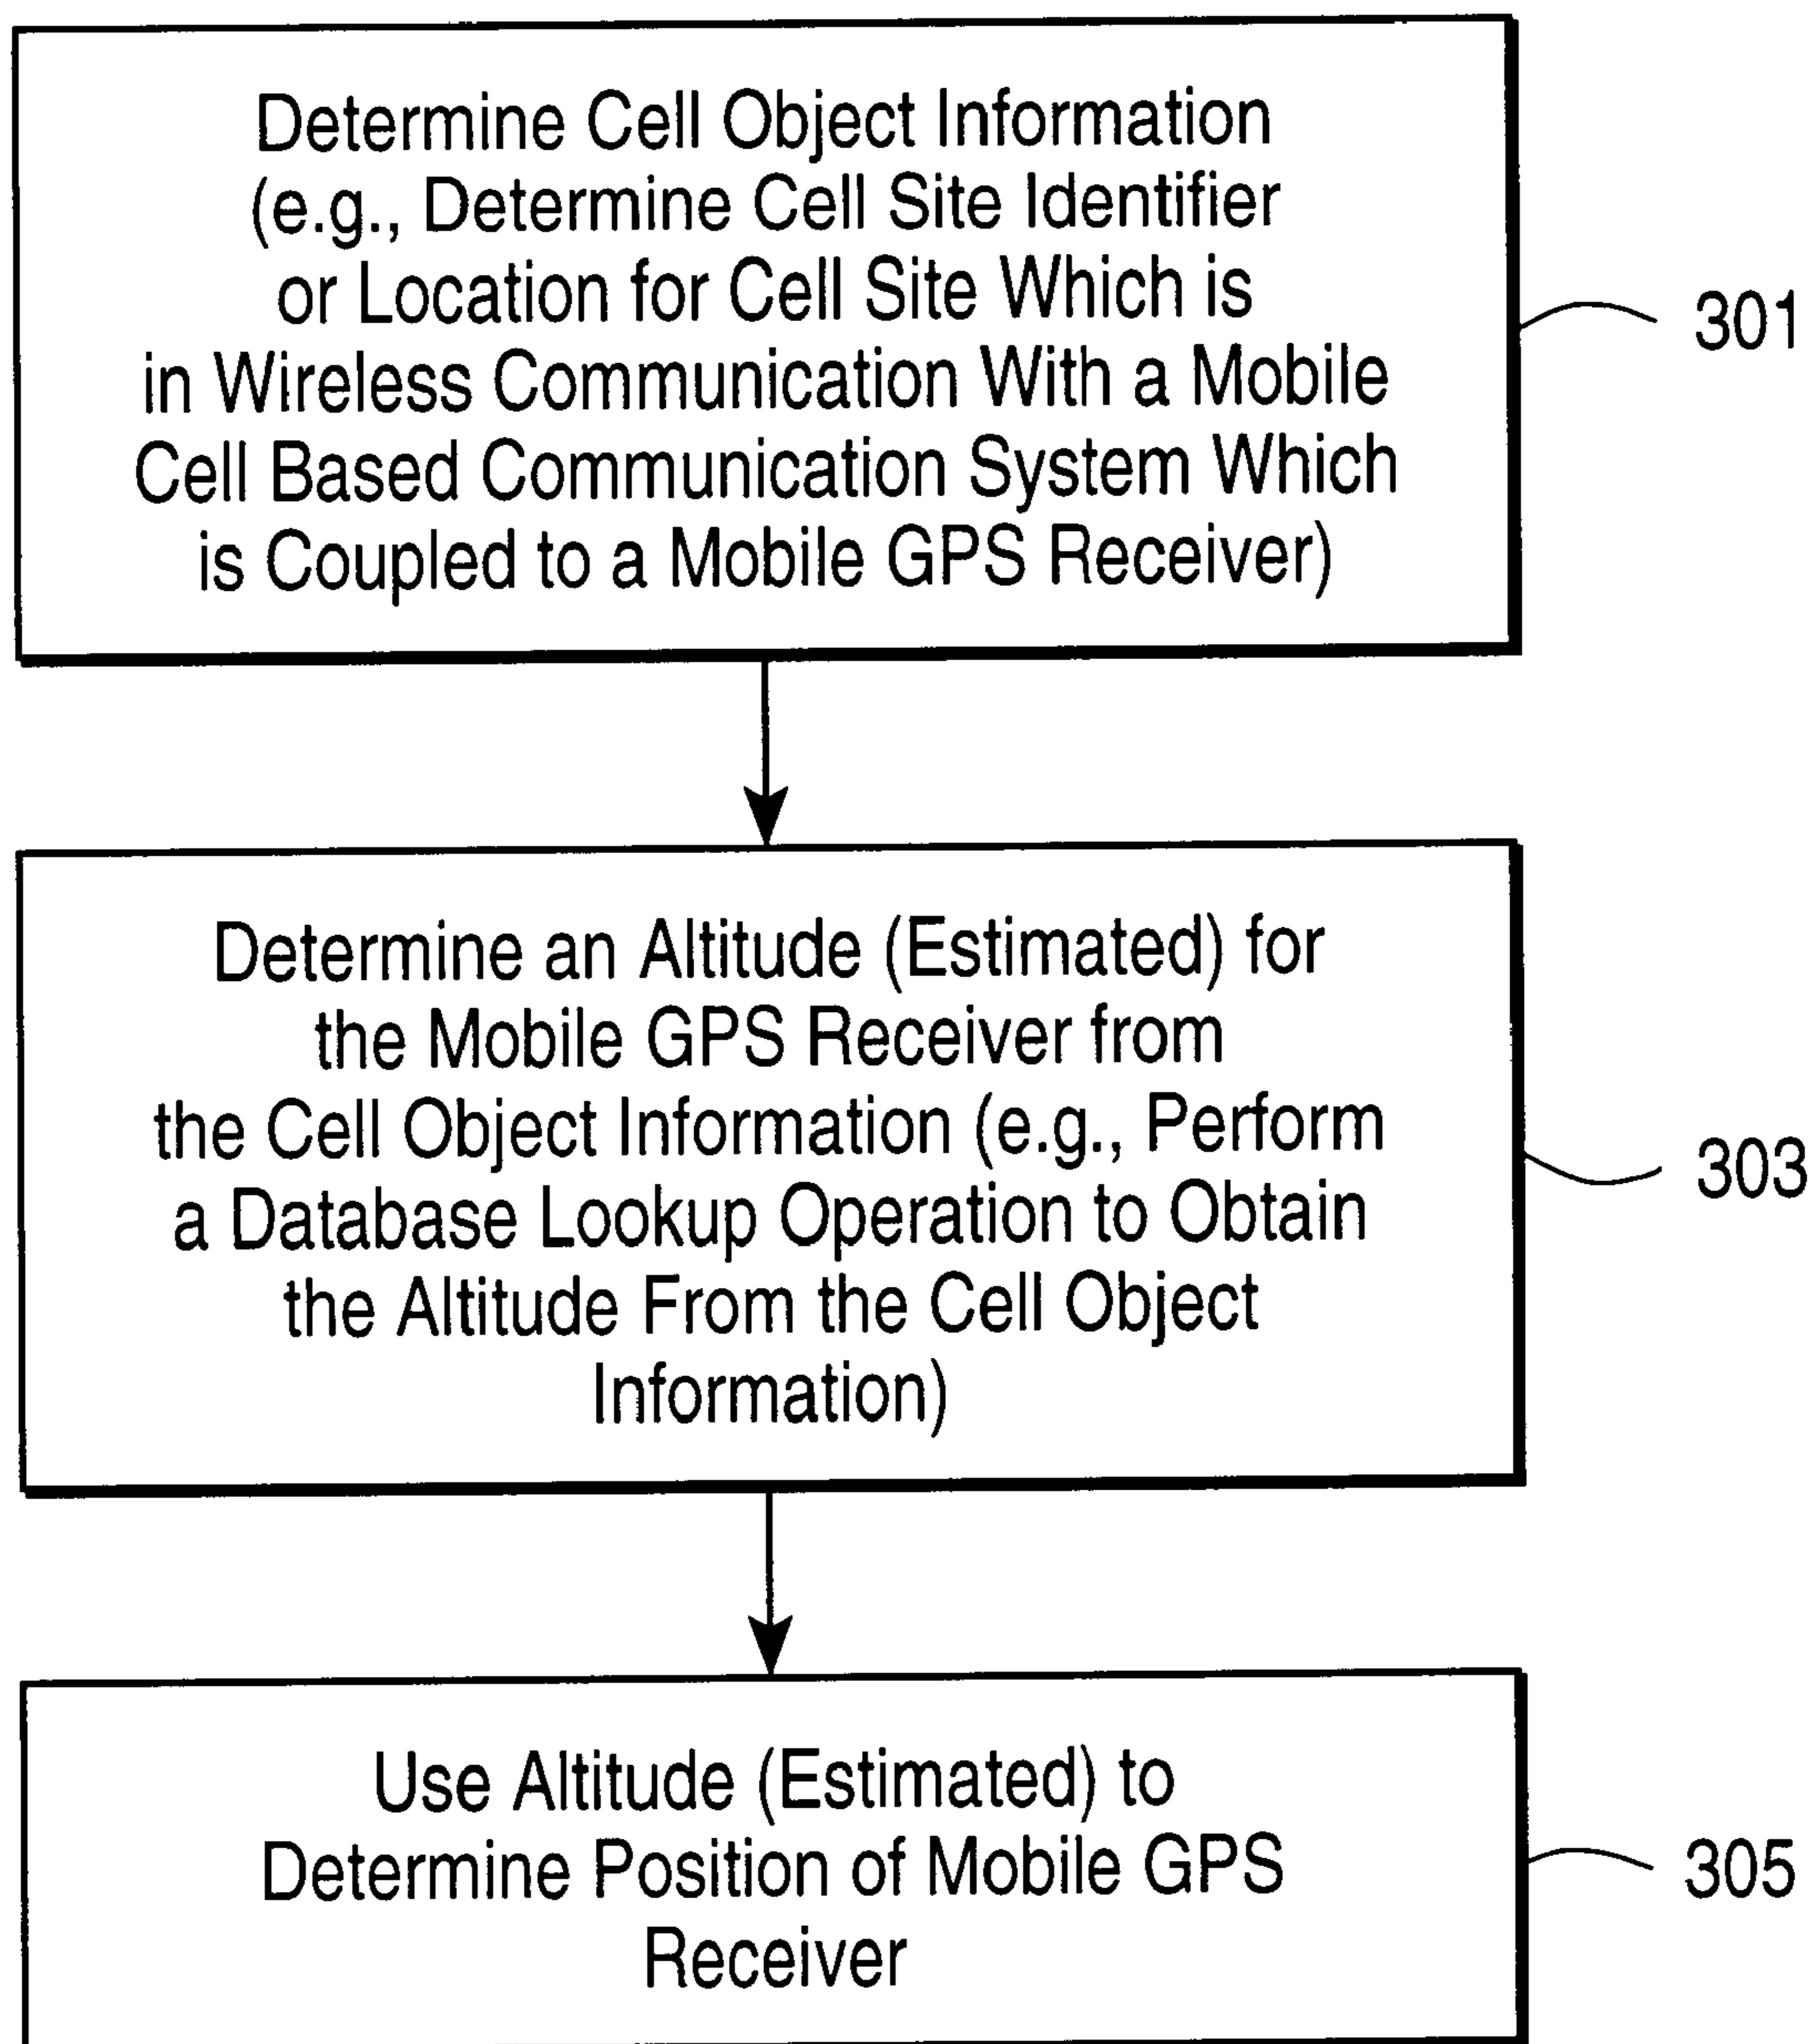 Determine Cell Object Information
(e.g., Determine Cell Site Identifier
or Location for Cell Site Which is
in Wireless Communication With a Mobile
Cell Based Communication System Which
is Coupled to a Mobile GPS Receiver)
301
Determine an Altitude (Estimated) for
the Mobile GPS Receiver from
the Cell Object Information (e.g., Perform
a Database Lookup Operation to Obtain
the Altitude From the Cell Object
Information)
303
Use Altitude (Estimated) to
Determine Position of Mobile GPS
Receiver
305